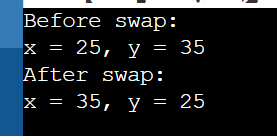 Before swap:
x = 25, y = 35
After swap:
x = 35, y = 25